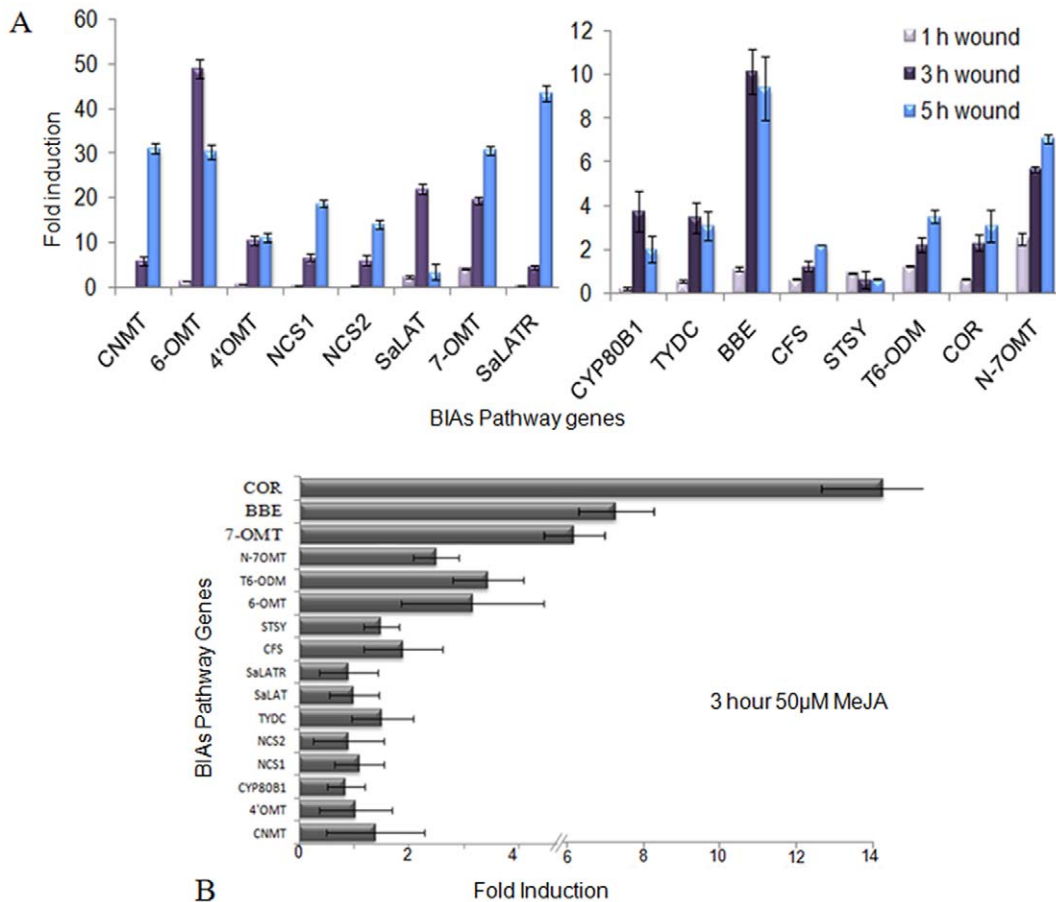 A
60
50
40
30
20
10
0
Fold induction
CNMT
6-OMT
4'OMT
NCS1
NCS2
SaLAT
7-OMT
SaLATR
12
10
8
6
4
2
0
1 h wound
3 h wound
5 h wound
CYP80B1
TYDC
BBE
CFS
STSY
T6-ODM
COR
N-7OMT
BIAs Pathway genes
BIAs Pathway Genes
COR
BBE
7-OMT
N-7OMT
T6-ODM
6-OMT
STSY
CFS
SaLATR
SaLAT
TYDC
NCS2
NCS1
CYP80B1
4'OMT
CNMT
3 hour 50µM MeJA
0 2 4 6 8 10 12 14
Fold Induction
B